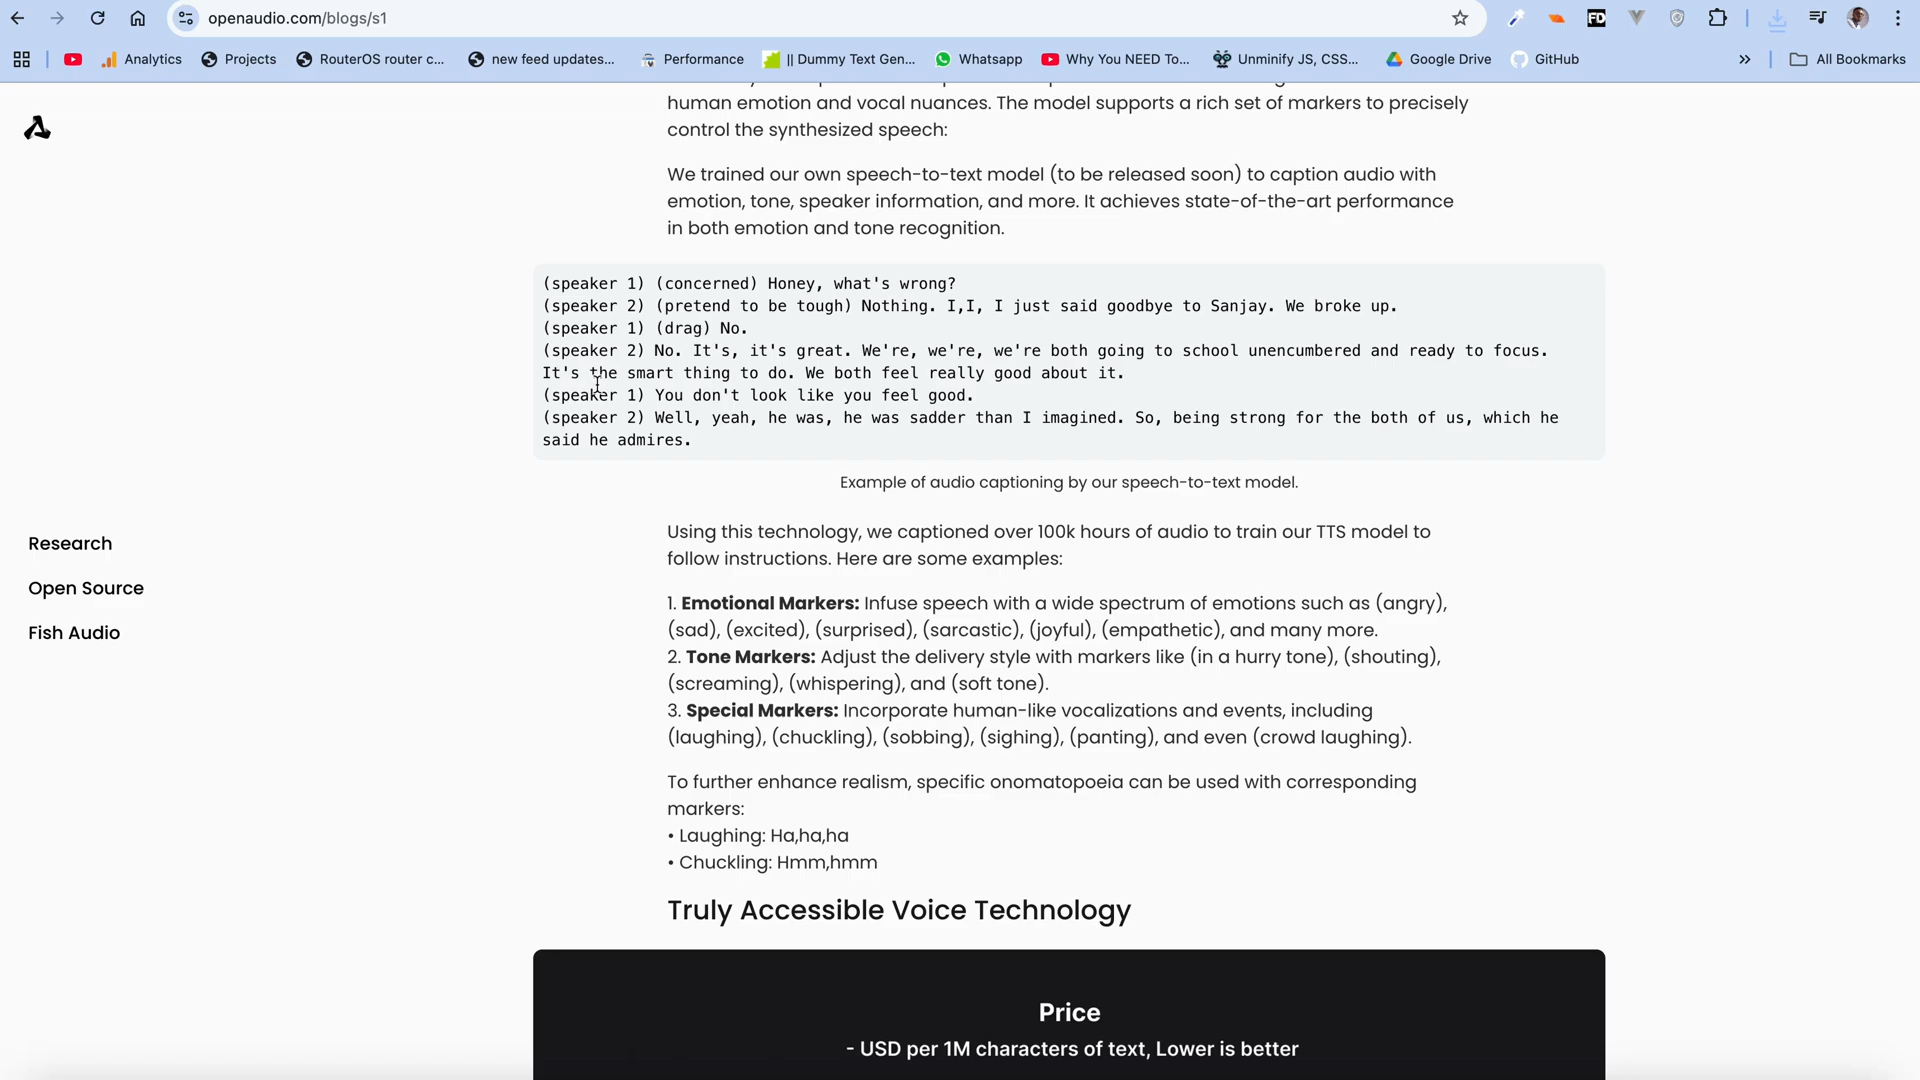 openaudio.com/blogs/s1
Analytics
Projects
RouterOS router c...
new feed updates...
Performance
|| Dummy Text Gen...
Whatsapp
Why You NEED To...
Unminify JS, CSS...
Google Drive
GitHub
»
All Bookmarks
FD
human emotion and vocal nuances. The model supports a rich set of markers to precisely
control the synthesized speech:
We trained our own speech-to-text model (to be released soon) to caption audio with
emotion, tone, speaker information, and more. It achieves state-of-the-art performance
in both emotion and tone recognition.
(speaker 1) (concerned) Honey, what's wrong?
(speaker 2) (pretend to be tough) Nothing. I,I, I just said goodbye to Sanjay. We broke up.
(speaker 1) (drag) No.
(speaker 2) No. It's, it's great. We're, we're, we're both going to school unencumbered and ready to focus.
It's the smart thing to do. We both feel really good about it.
(speaker 1) You don't look like you feel good.
(speaker 2) Well, yeah, he was, he was sadder than I imagined. So, being strong for the both of us, which he
said he admires.
Example of audio captioning by our speech-to-text model.
Research
Open Source
Fish Audio
Using this technology, we captioned over 100k hours of audio to train our TTS model to
follow instructions. Here are some examples:
1. Emotional Markers: Infuse speech with a wide spectrum of emotions such as (angry),
(sad), (excited), (surprised), (sarcastic), (joyful), (empathetic), and many more.
2. Tone Markers: Adjust the delivery style with markers like (in a hurry tone), (shouting),
(screaming), (whispering), and (soft tone).
3. Special Markers: Incorporate human-like vocalizations and events, including
(laughing), (chuckling), (sobbing), (sighing), (panting), and even (crowd laughing).
To further enhance realism, specific onomatopoeia can be used with corresponding
markers:
• Laughing: Ha,ha,ha
• Chuckling: Hmm,hmm
Truly Accessible Voice Technology
Price
- USD per 1M characters of text, Lower is better